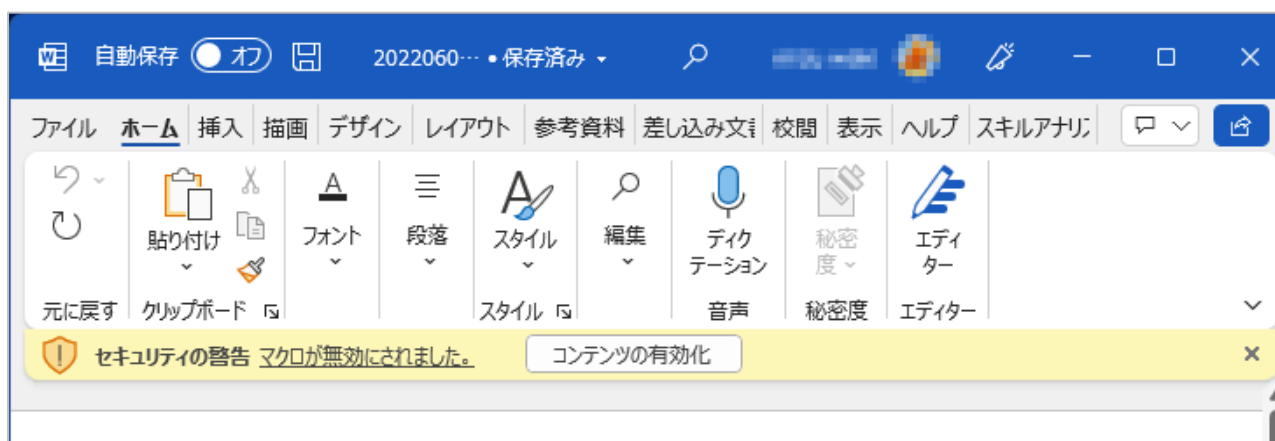 自動保存 オフ 2022060… • 保存済み
ファイル ホーム 挿入 描画 デザイン レイアウト 参考資料 差し込み文書 校閲 表示 ヘルプ スキルアナリ
貼り付け フォント 段落 スタイル 編集 ディク
テーション 秘密
度 エディ
ター
元に戻す クリップボード スタイル 音声 秘密度 エディター
セキュリティの警告 マクロが無効にされました。 コンテンツの有効化